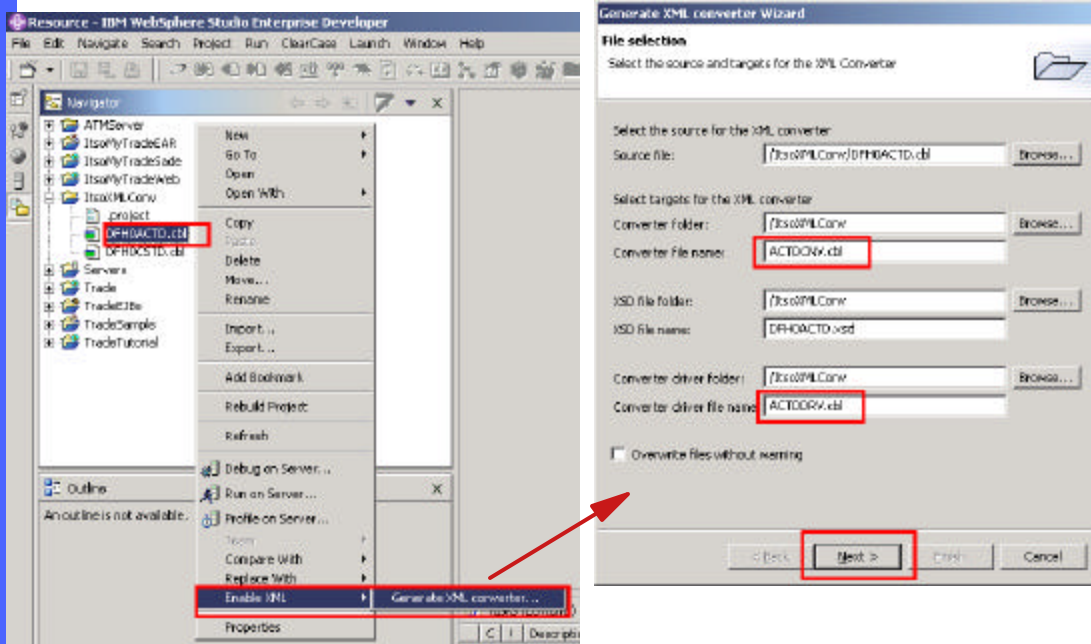 Resource - IBM WebSphere Studio Enterprise Developer
File Edit Navigate Search Project Run ClearCase Launch Window Help
Navigator
ATMServer
ItsoMyTradeEAR
ItsoMyTradeSade
ItsoMyTradeWeb
ItsoXMLConv
.project
DFH0ACTD.cbl
DFH0CSTD.cbl
Servers
Trade
TradeEJBs
TradeSample
TradeTutorial
Outline
An outline is not available.
New
Go To
Open
Open With
Copy
Paste
Delete
Move...
Rename
Import...
Export...
Add Bookmark
Rebuild Project
Refresh
Debug on Server...
Run on Server...
Profile on Server...
Team
Compare With
Replace With
Enable XML
Properties
Generate XML converter...
C ! Descripti
Generate XML converter Wizard
File selection
Select the source and targets for the XML Converter
Select the source for the XML converter
Source file: /ItsoXMLConv/DFH0ACTD.cbl Browse...
Select targets for the XML converter
Converter folder: /ItsoXMLConv Browse...
Converter file name: ACTDCNV.cbl
XSD file folder: /ItsoXMLConv Browse...
XSD file name: DFH0ACTD.xsd
Converter driver folder: /ItsoXMLConv Browse...
Converter driver file name ACTDDRV.cbl
Overwrite files without warning
< Back Next > Finish Cancel